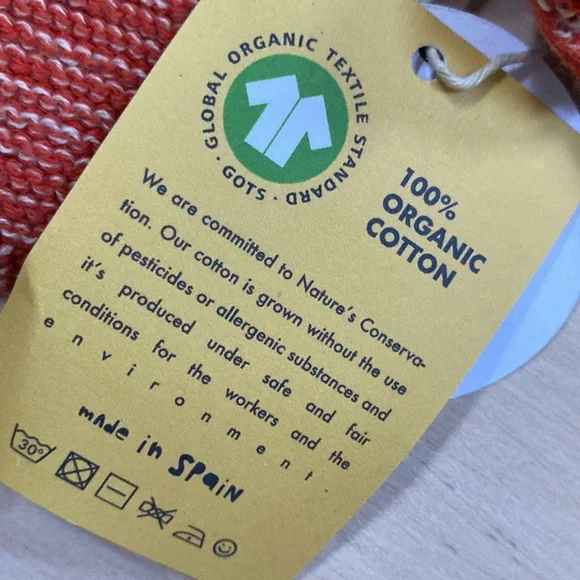 GLOBAL ORGANIC TEXTILE STANDARD · GOTS ·
100%
ORGANIC
COTTON
We are committed to Nature's Conserva-
tion. Our cotton is grown without the use
of pesticides or allergenic substances and
it's produced under safe and fair
conditions for the workers and the
environment
made in Spain
30°